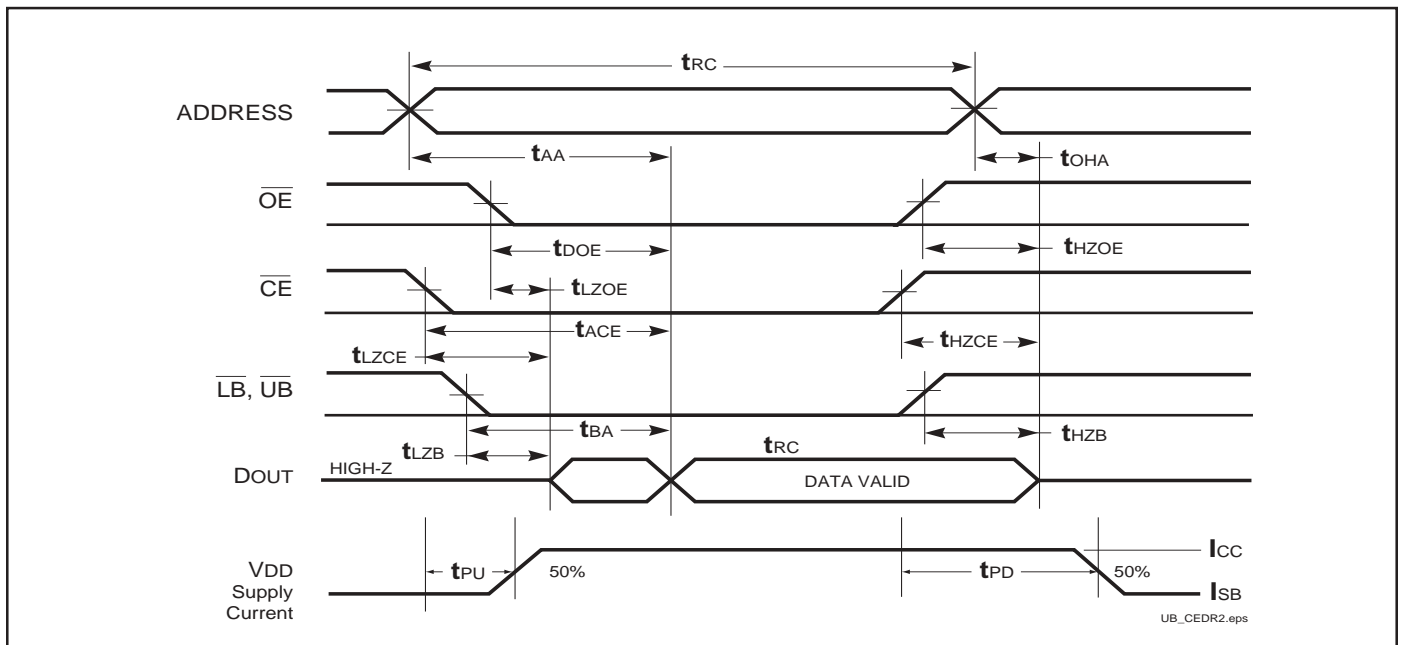 tRC
ADDRESS
tAA
tOHA
OE
tDOE
tHZOE
CE
tLZOE
tACE
tHZCE
tLZCE
LB, UB
tBA
tHZB
tLZB
tRC
HIGH-Z
DOUT
DATA VALID
ICC
tPU
50%
tPD
50%
VDD
Supply
Current
ISB
UB_CEDR2.eps